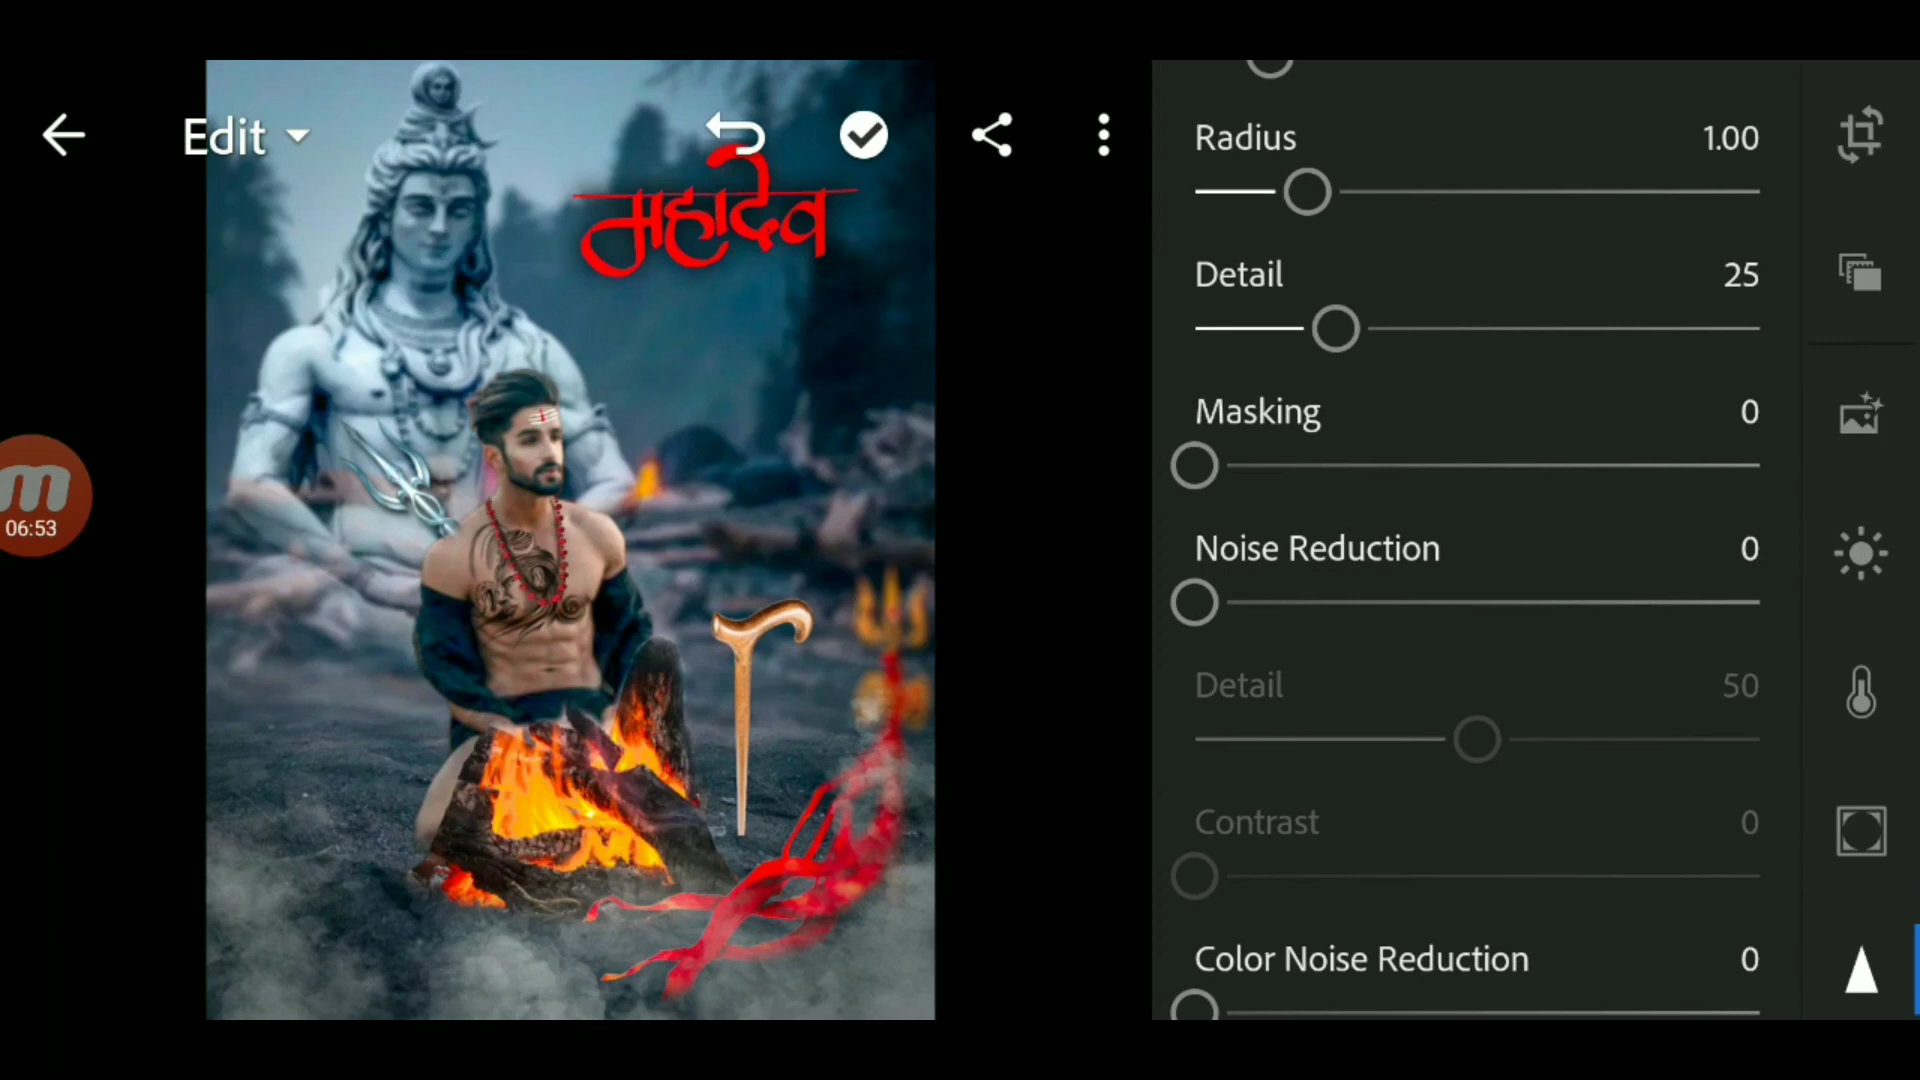 Edit
महादेव
m
06:53
Radius 1.00
Detail 25
Masking 0
Noise Reduction 0
Detail 50
Contrast 0
Color Noise Reduction 0